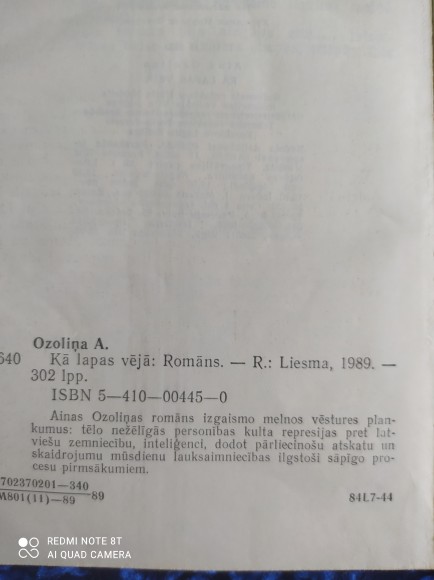 Ozoliņa A.
640 Kā lapas vējā: Romāns. — R.: Liesma, 1989. —
302 lpp.
ISBN 5—410—00445—0
Ainas Ozoliņas romāns izgaismo melnos vēstures plan-
kumus: tēlo nežēlīgās personības kulta represijas pret lat-
viešu zemniecību, inteliģenci, dodot pārliecinošu atskatu un
skaidrojumu mūsdienu lauksaimniecības ilgstoši sāpīgo pro-
cesu pirmsākumiem.
4702370201—340
M801(11)—89 —89
84L7-44
REDMI NOTE 8T
AI QUAD CAMERA